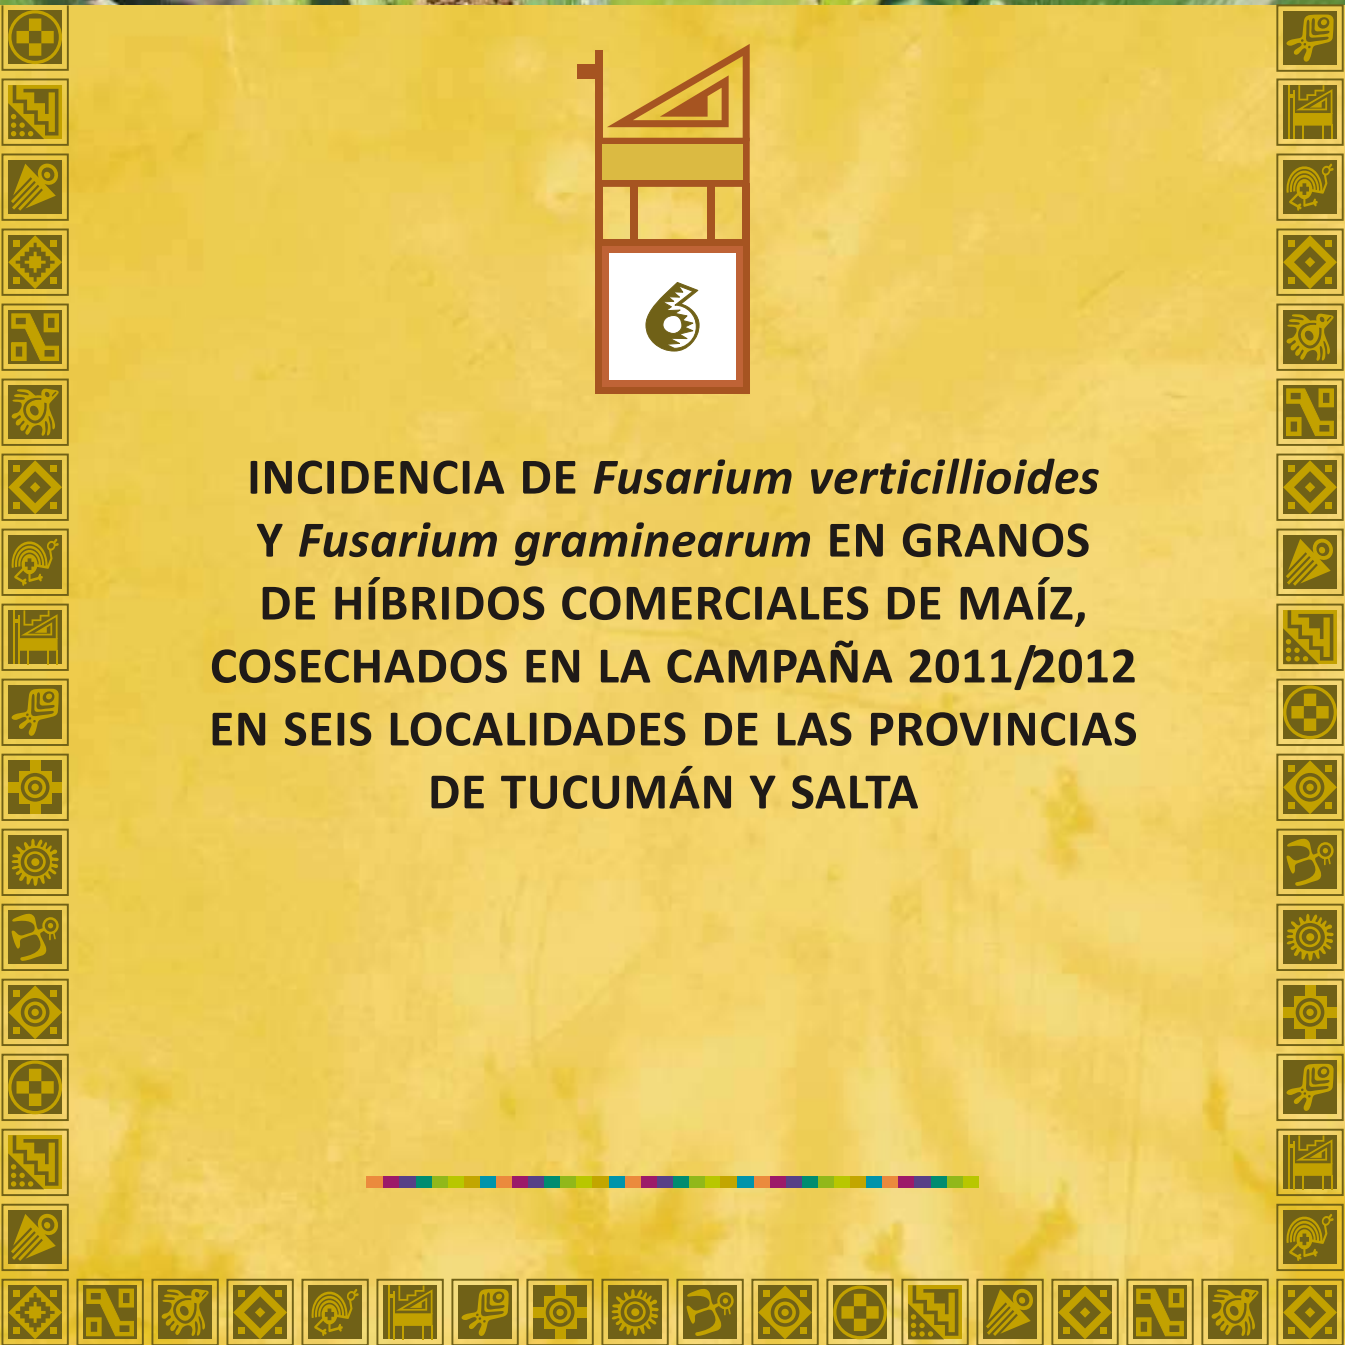 6
INCIDENCIA DE Fusarium verticillioides
Y Fusarium graminearum EN GRANOS
DE HÍBRIDOS COMERCIALES DE MAÍZ,
COSECHADOS EN LA CAMPAÑA 2011/2012
EN SEIS LOCALIDADES DE LAS PROVINCIAS
DE TUCUMÁN Y SALTA